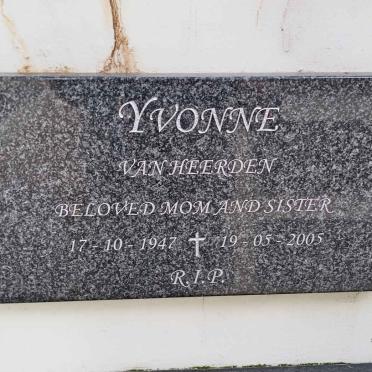 YVONNE
VAN HEERDEN
BELOVED MOM AND SISTER
17 - 10 - 1947 ✝ 19 - 05 - 2005
R.I.P.